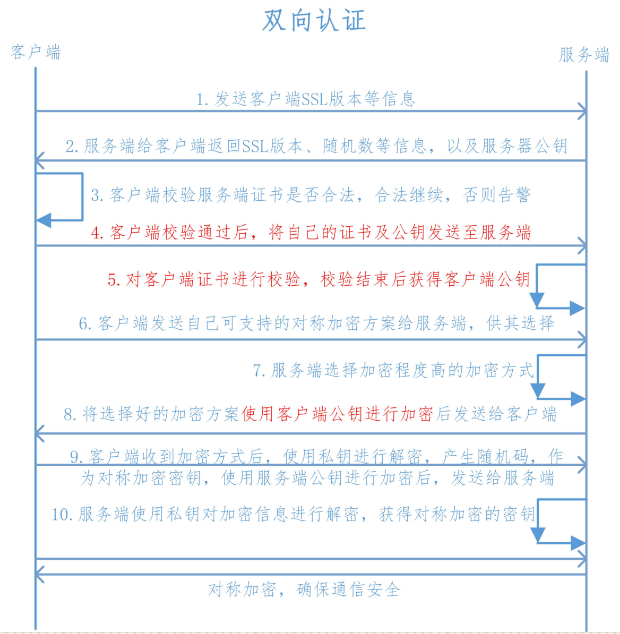 双向认证
客户端
服务端
1.发送客户端SSL版本等信息
2.服务端给客户端返回SSL版本、随机数等信息，以及服务器公钥
3.客户端校验服务端证书是否合法，合法继续，否则告警
4.客户端校验通过后，将自己的证书及公钥发送至服务端
5.对客户端证书进行校验，校验结束后获得客户端公钥
6.客户端发送自己可支持的对称加密方案给服务端，供其选择
7.服务端选择加密程度高的加密方式
8.将选择好的加密方案使用客户端公钥进行加密后发送给客户端
9.客户端收到加密方式后，使用私钥进行解密，产生随机码，作
为对称加密密钥，使用服务端公钥进行加密后，发送给服务端
10.服务端使用私钥对加密信息进行解密，获得对称加密的密钥
对称加密，确保通信安全